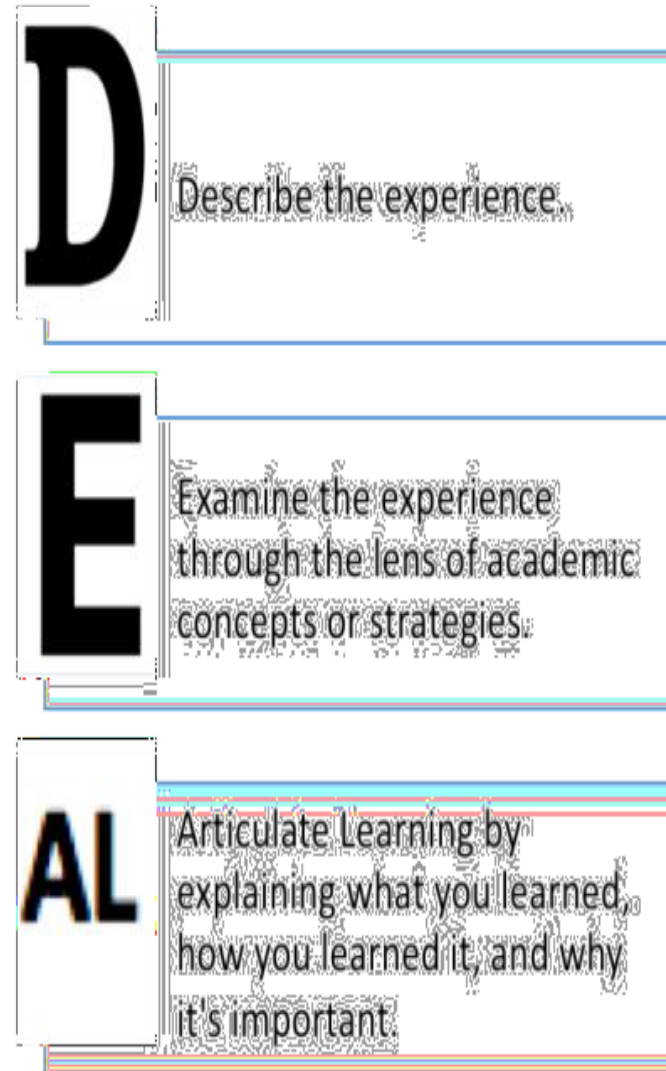 D
Describe the experience.
E
Examine the experience
through the lens of academic
concepts or strategies.
AL
Articulate Learning by
explaining what you learned,
how you learned it, and why
it's important.